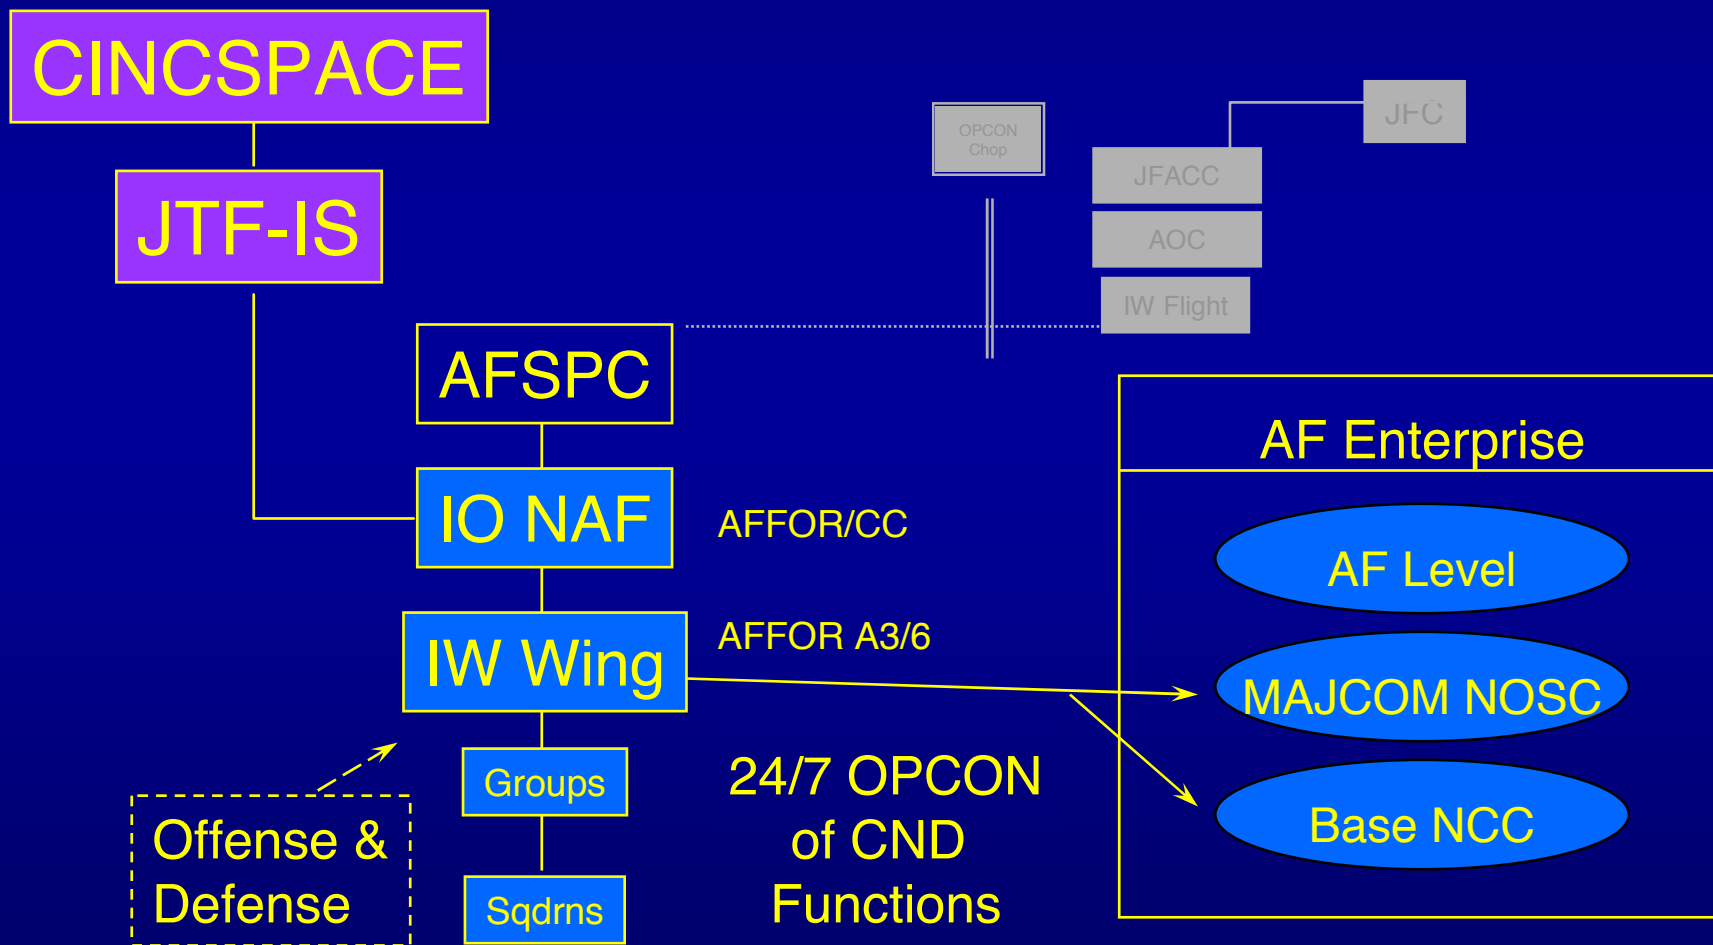 CINCSPACE
JTF-IS
OPCON
Chop
JFC
JFACC
AOC
IW Flight
AFSPC
IO NAF
AFFOR/CC
IW Wing
AFFOR A3/6
Groups
Sqdrns
Offense &
Defense
24/7 OPCON
of CND
Functions
AF Enterprise
AF Level
MAJCOM NOSC
Base NCC